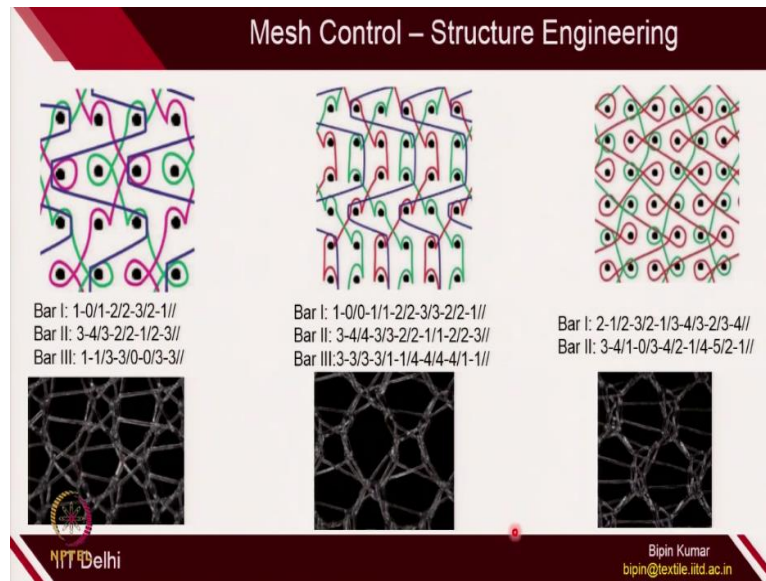 Mesh Control – Structure Engineering
Bar I: 1-0/1-2/2-3/2-1//
Bar II: 3-4/3-2/2-1/2-3//
Bar III: 1-1/3-3/0-0/3-3//
Bar I: 1-0/0-1/1-2/2-3/3-2/2-1//
Bar II: 3-4/4-3/3-2/2-1/1-2/2-3//
Bar III:3-3/3-3/1-1/4-4/4-4/1-1//
Bar I: 2-1/2-3/2-1/3-4/3-2/3-4//
Bar II: 3-4/1-0/3-4/2-1/4-5/2-1//
NPTEL
IIT Delhi
Bipin Kumar
bipin@textile.iitd.ac.in